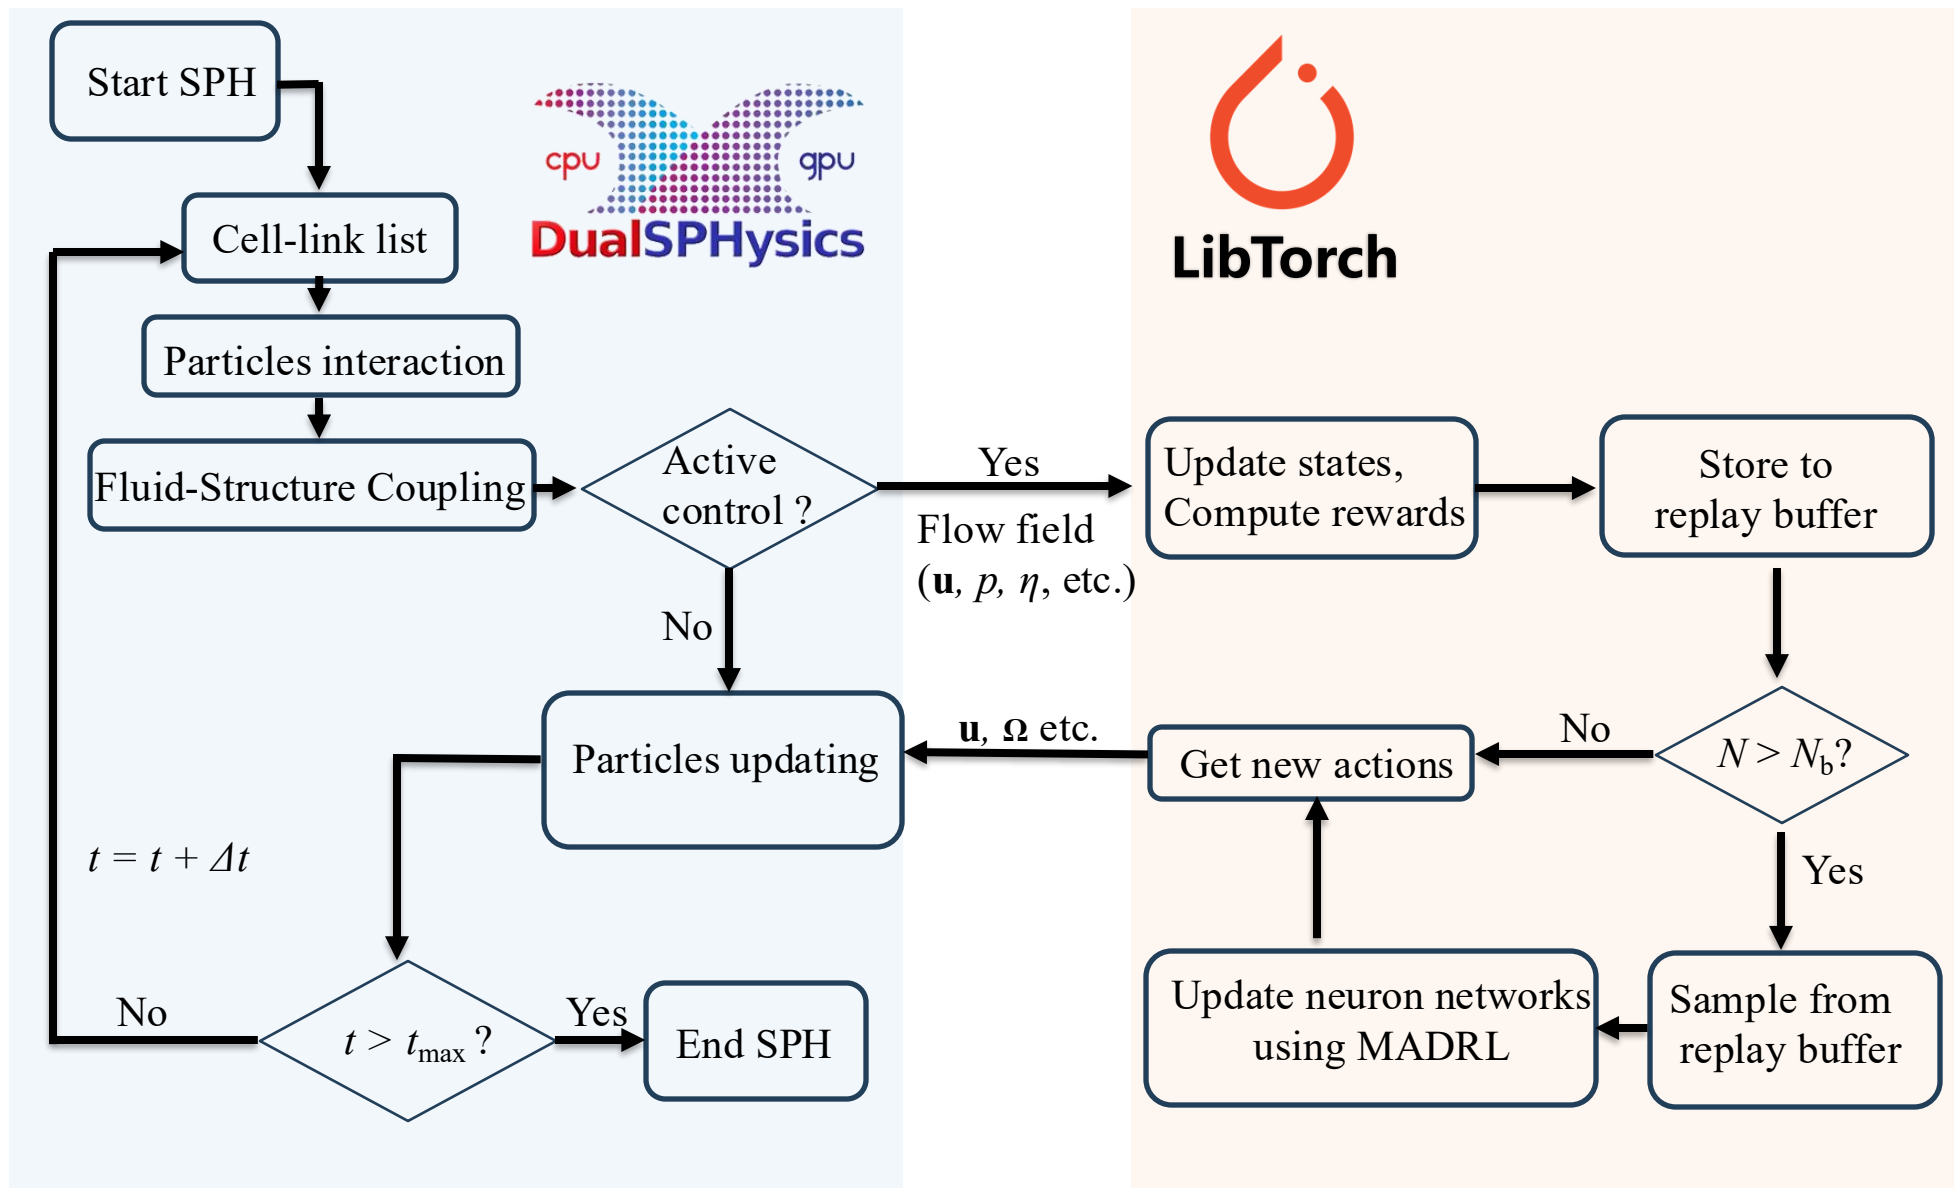 Start SPH
cpu
gpu
DualSPHysics
LibTorch
Cell-link list
Particles interaction
Fluid-Structure Coupling
Active
control ?
Yes
Flow field
(u, p, η, etc.)
No
Update states,
Compute rewards
Store to
replay buffer
N > Nb?
No
Yes
Get new actions
u, Ω etc.
Particles updating
Sample from
replay buffer
Update neuron networks
using MADRL
t = t + Δt
t > tmax ?
No
Yes
End SPH